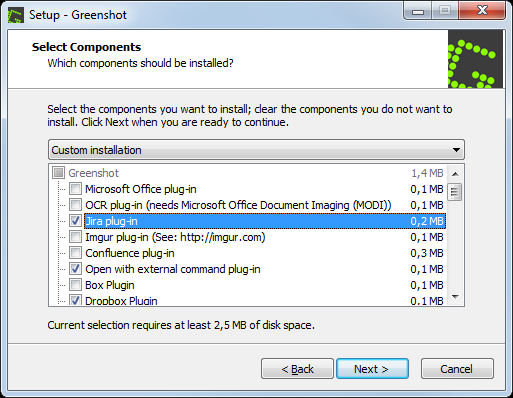 Setup - Greenshot
Select Components
Which components should be installed?
Select the components you want to install; clear the components you do not want to
install. Click Next when you are ready to continue.
Custom installation
Greenshot 1,4 MB
Microsoft Office plug-in 0,1 MB
OCR plug-in (needs Microsoft Office Document Imaging (MODI)) 0,1 MB
Jira plug-in 0,2 MB
Imgur plug-in (See: http://imgur.com) 0,1 MB
Confluence plug-in 0,3 MB
Open with external command plug-in 0,1 MB
Box Plugin 0,1 MB
Dropbox Plugin 0,1 MB
Current selection requires at least 2,5 MB of disk space.
< Back Next > Cancel